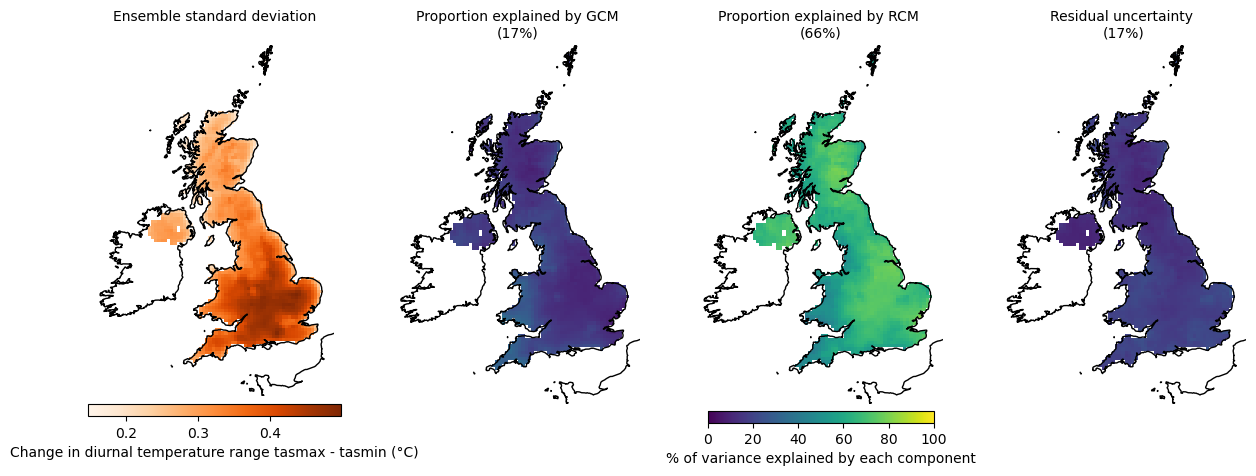 Ensemble standard deviation
Proportion explained by GCM
(17%)
Proportion explained by RCM
(66%)
Residual uncertainty
(17%)
0.2 0.3 0.4
Change in diurnal temperature range tasmax - tasmin (°C)
0 20 40 60 80 100
% of variance explained by each component